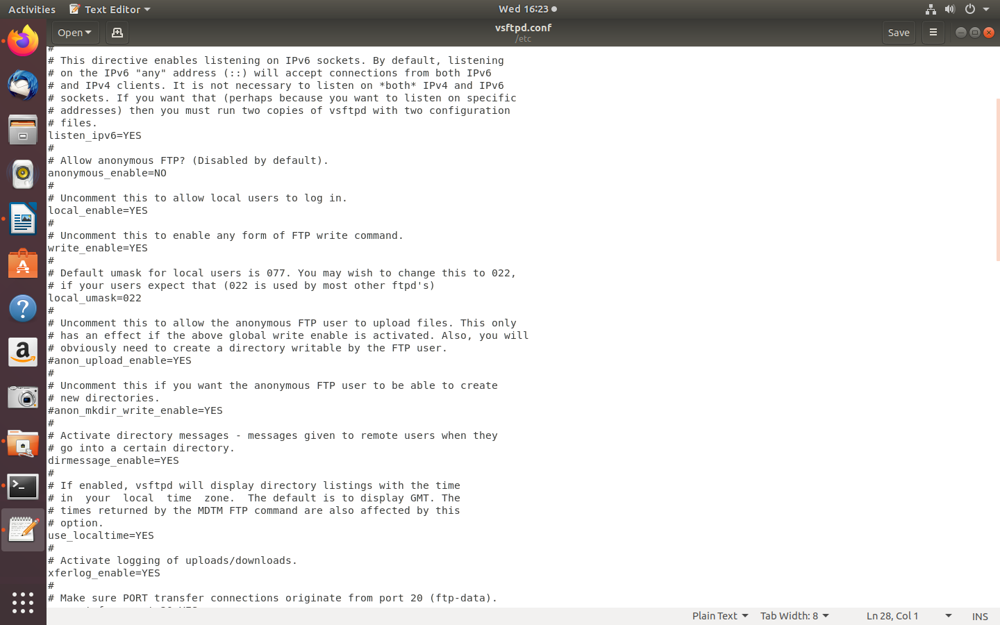 Activities Text Editor Wed 16:23
Open vsftpd.conf Save
/etc
#
# This directive enables listening on IPv6 sockets. By default, listening
# on the IPv6 "any" address (::) will accept connections from both IPv6
# and IPv4 clients. It is not necessary to listen on *both* IPv4 and IPv6
# sockets. If you want that (perhaps because you want to listen on specific
# addresses) then you must run two copies of vsftpd with two configuration
# files.
listen_ipv6=YES
#
# Allow anonymous FTP? (Disabled by default).
anonymous_enable=NO
#
# Uncomment this to allow local users to log in.
local_enable=YES
#
# Uncomment this to enable any form of FTP write command.
write_enable=YES
#
# Default umask for local users is 077. You may wish to change this to 022,
# if your users expect that (022 is used by most other ftpd's)
local_umask=022
#
# Uncomment this to allow the anonymous FTP user to upload files. This only
# has an effect if the above global write enable is activated. Also, you will
# obviously need to create a directory writable by the FTP user.
#anon_upload_enable=YES
#
# Uncomment this if you want the anonymous FTP user to be able to create
# new directories.
#anon_mkdir_write_enable=YES
#
# Activate directory messages - messages given to remote users when they
# go into a certain directory.
dirmessage_enable=YES
#
# If enabled, vsftpd will display directory listings with the time
# in  your  local  time  zone.  The default is to display GMT. The
# times returned by the MDTM FTP command are also affected by this
# option.
use_localtime=YES
#
# Activate logging of uploads/downloads.
xferlog_enable=YES
#
# Make sure PORT transfer connections originate from port 20 (ftp-data).
Plain Text Tab Width: 8 Ln 28, Col 1 INS